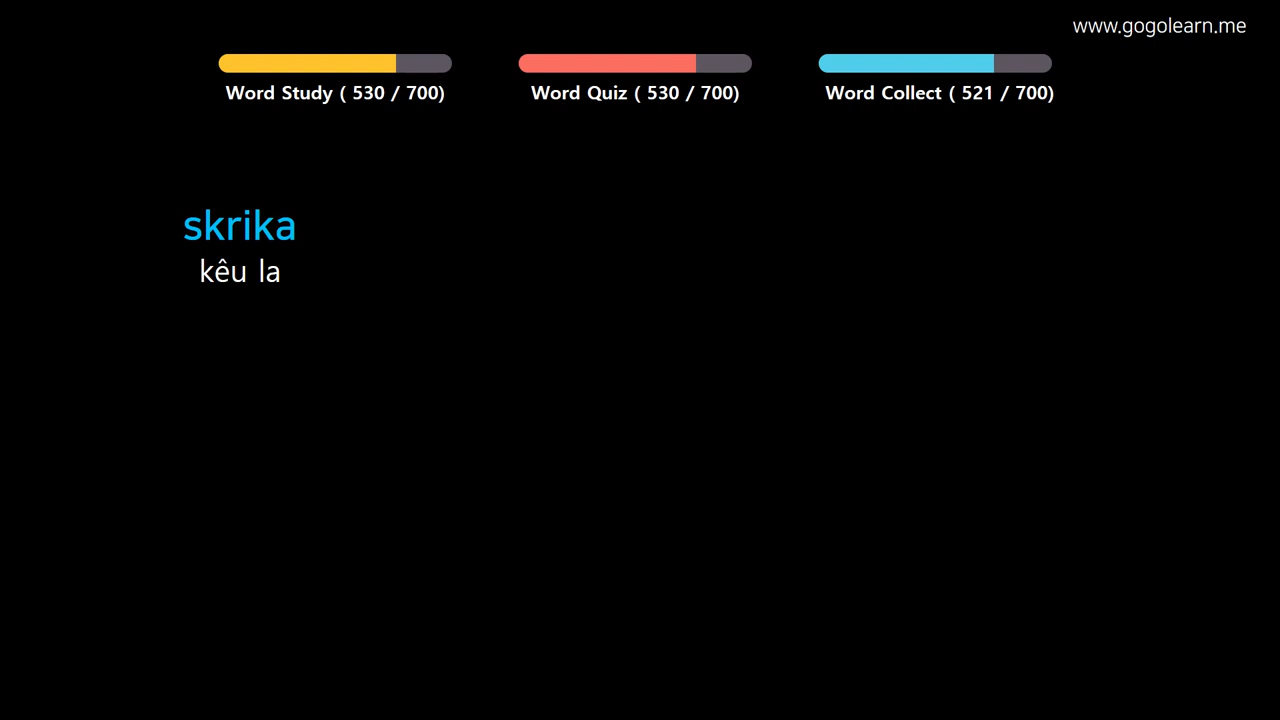 www.gogolearn.me
Word Study ( 530 / 700)
Word Quiz ( 530 / 700)
Word Collect ( 521 / 700)
skrika
kêu la